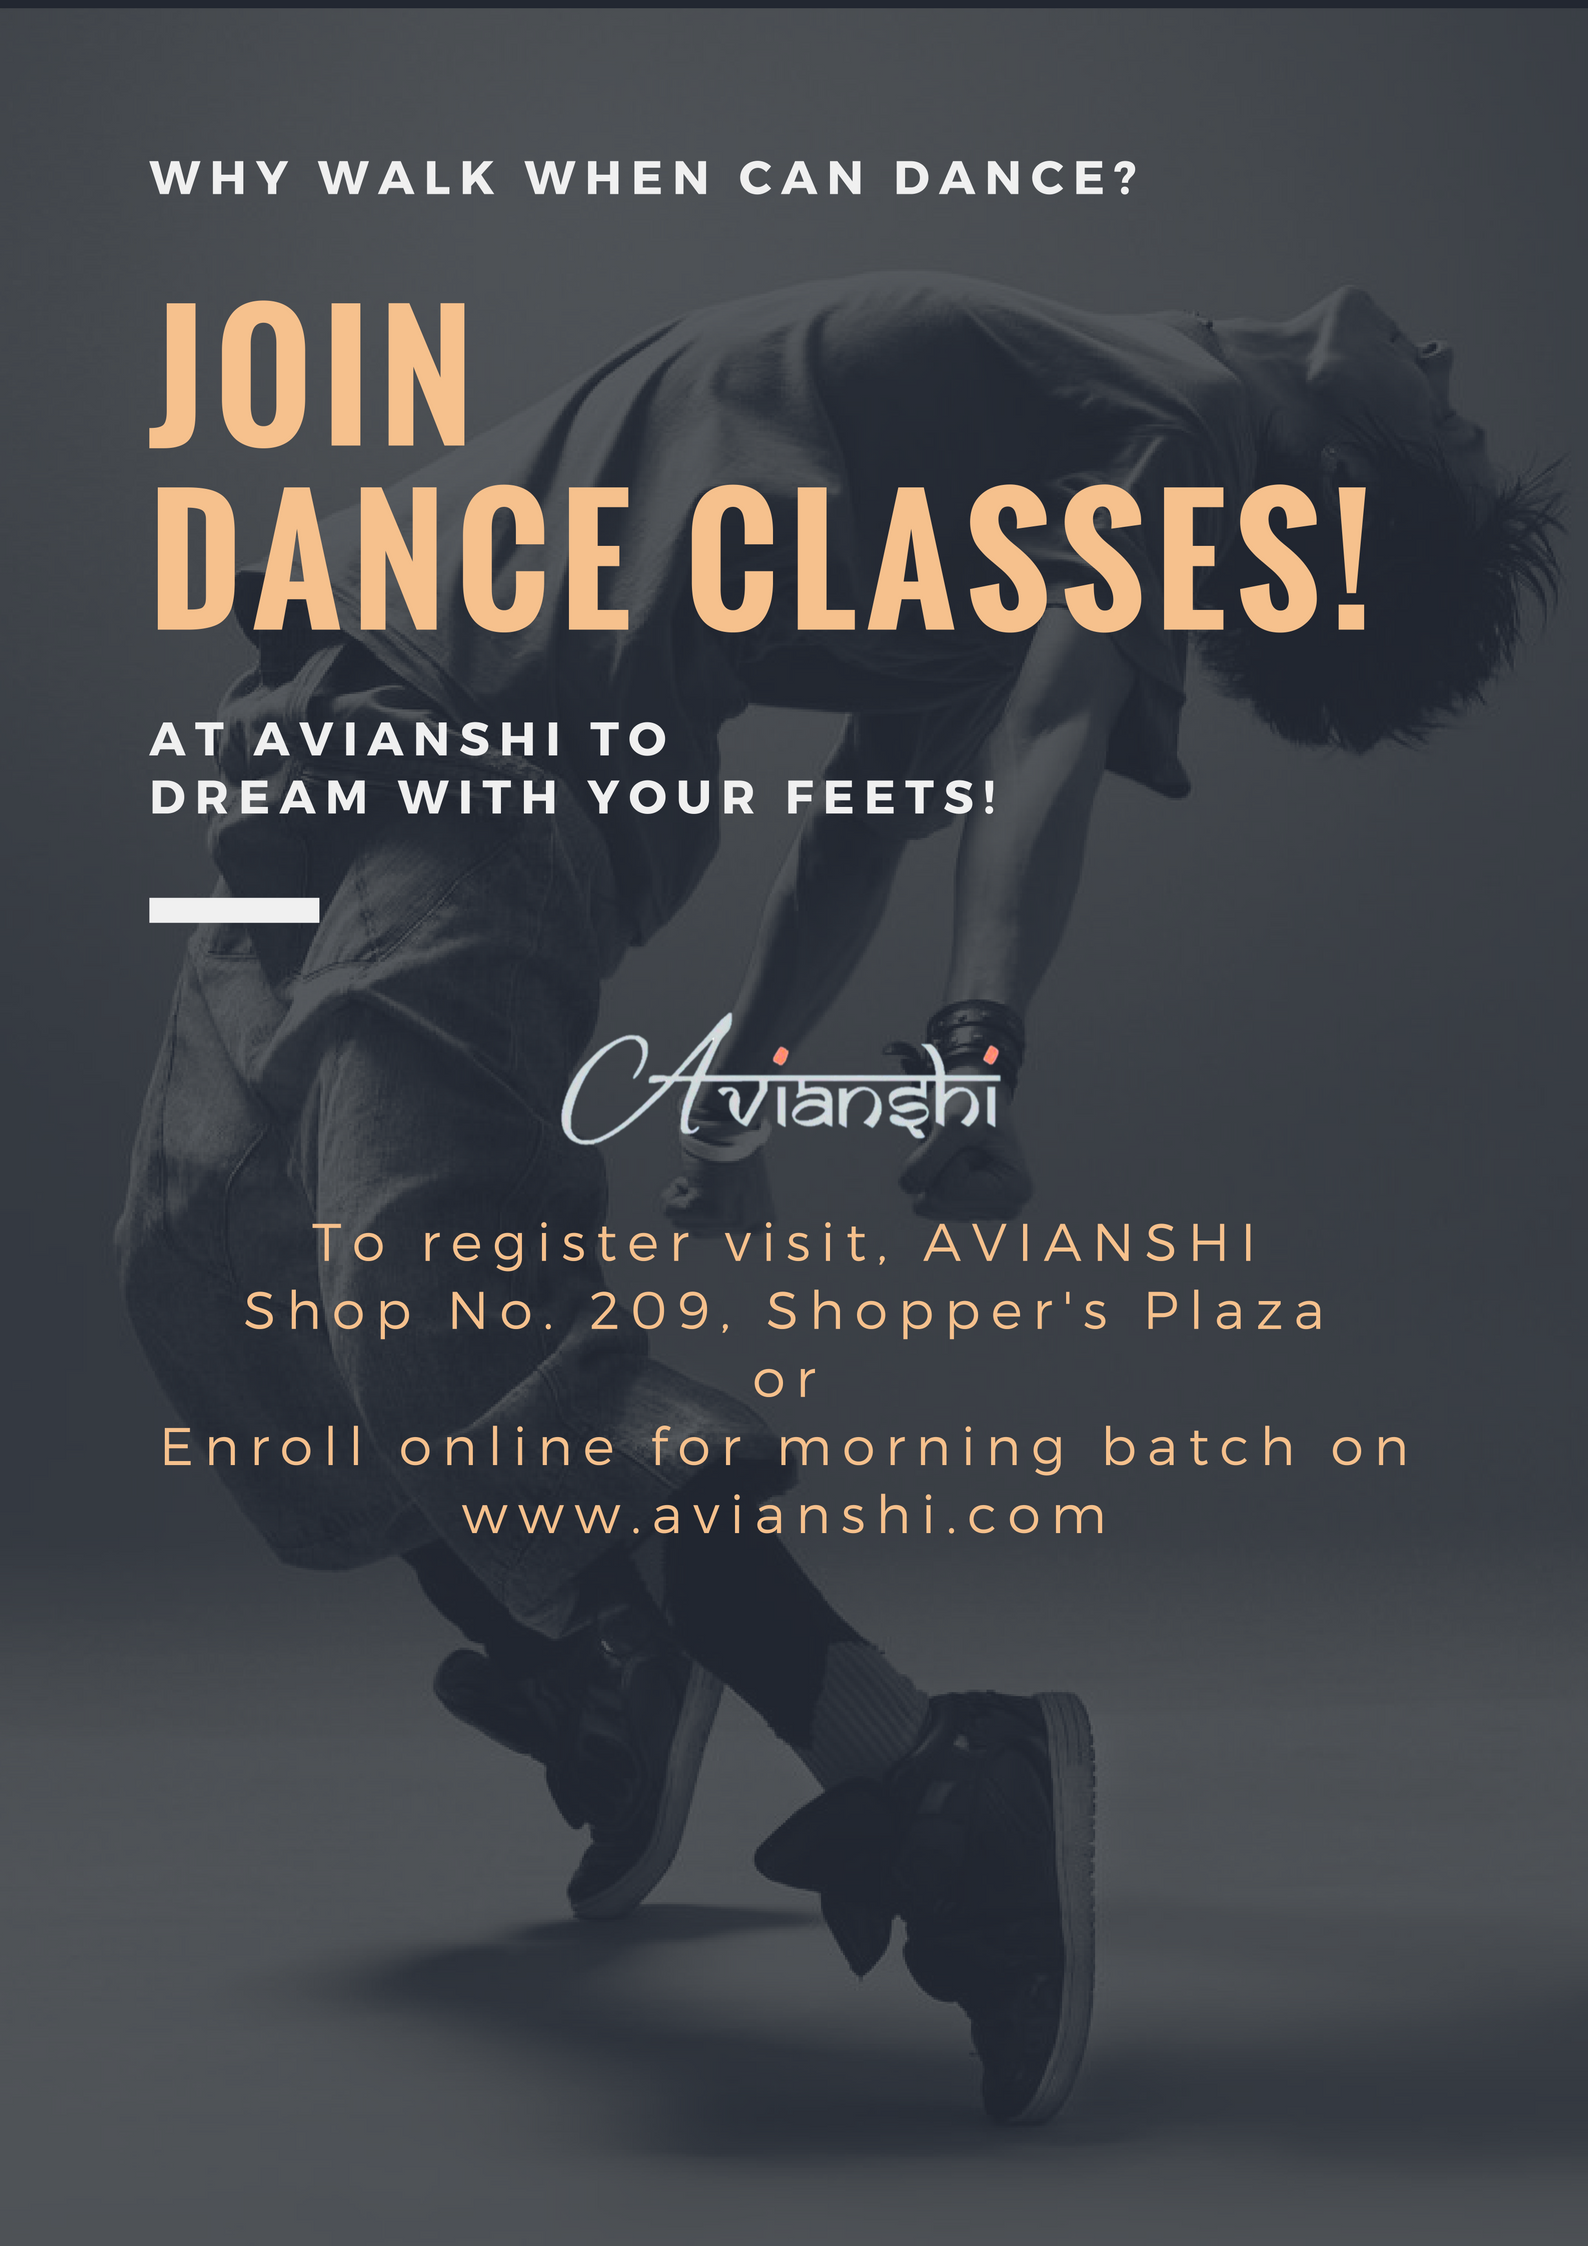 WHY WALK WHEN CAN DANCE?
JOIN
DANCE CLASSES!
AT AVIANSHI TO
DREAM WITH YOUR FEETS!
Avianshi
To register visit, AVIANSHI
Shop No. 209, Shopper's Plaza
or
Enroll online for morning batch on
www.avianshi.com